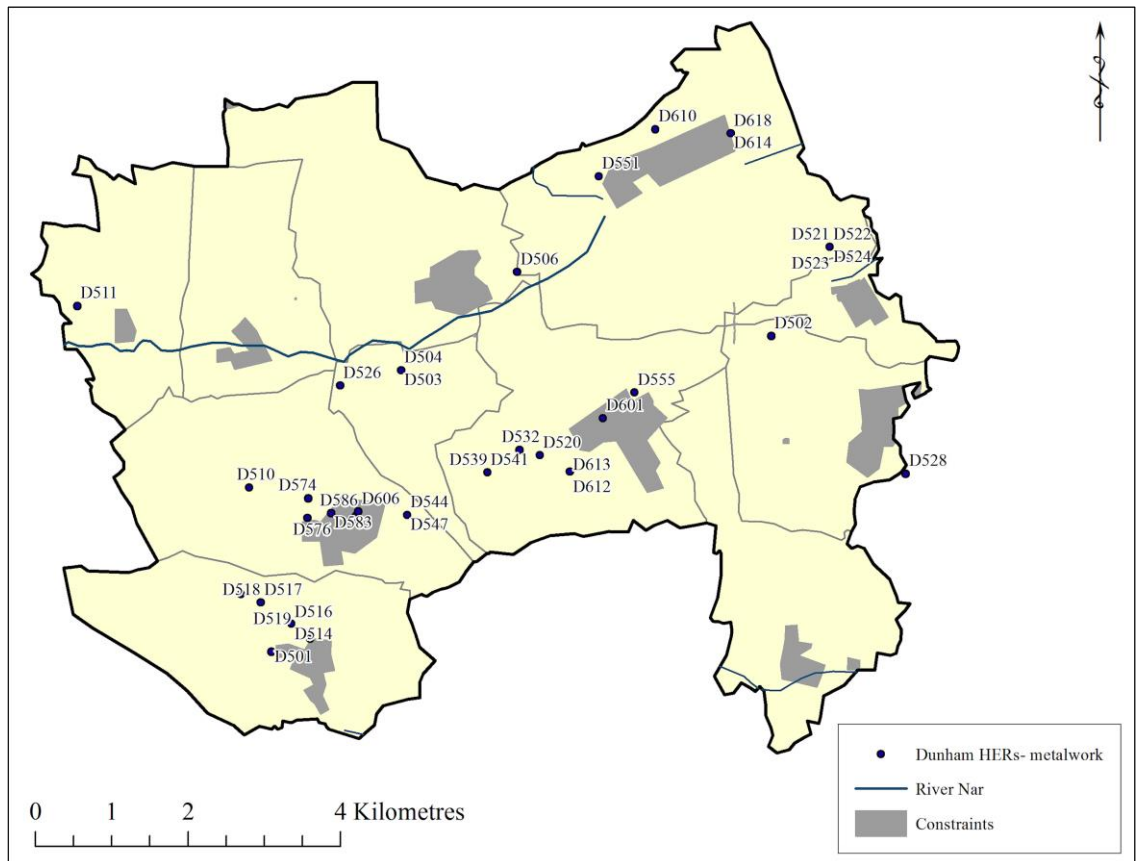 D610
D618
D614
D551
D521 D522
D523 D524
D506
D511
D502
D504
D503
D526
D555
D601
D532
D520
D539 D541
D613
D612
D528
D510
D574
D586 D606
D576 D583
D544
D547
D518 D517
D519 D516
D514
D501
Dunham HERs- metalwork
River Nar
Constraints
0 1 2 4 Kilometres